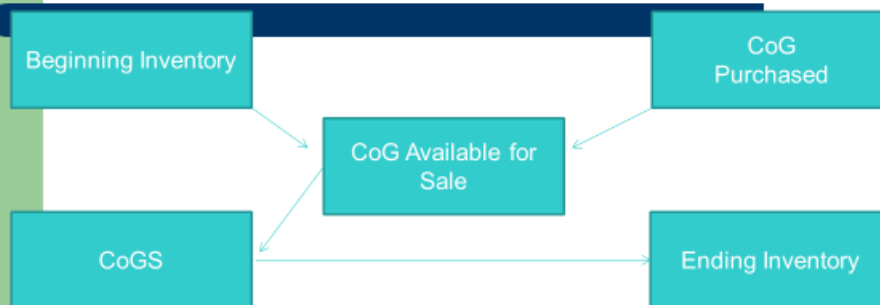 Beginning Inventory
CoG
Purchased
CoG Available for
Sale
CoGS
Ending Inventory